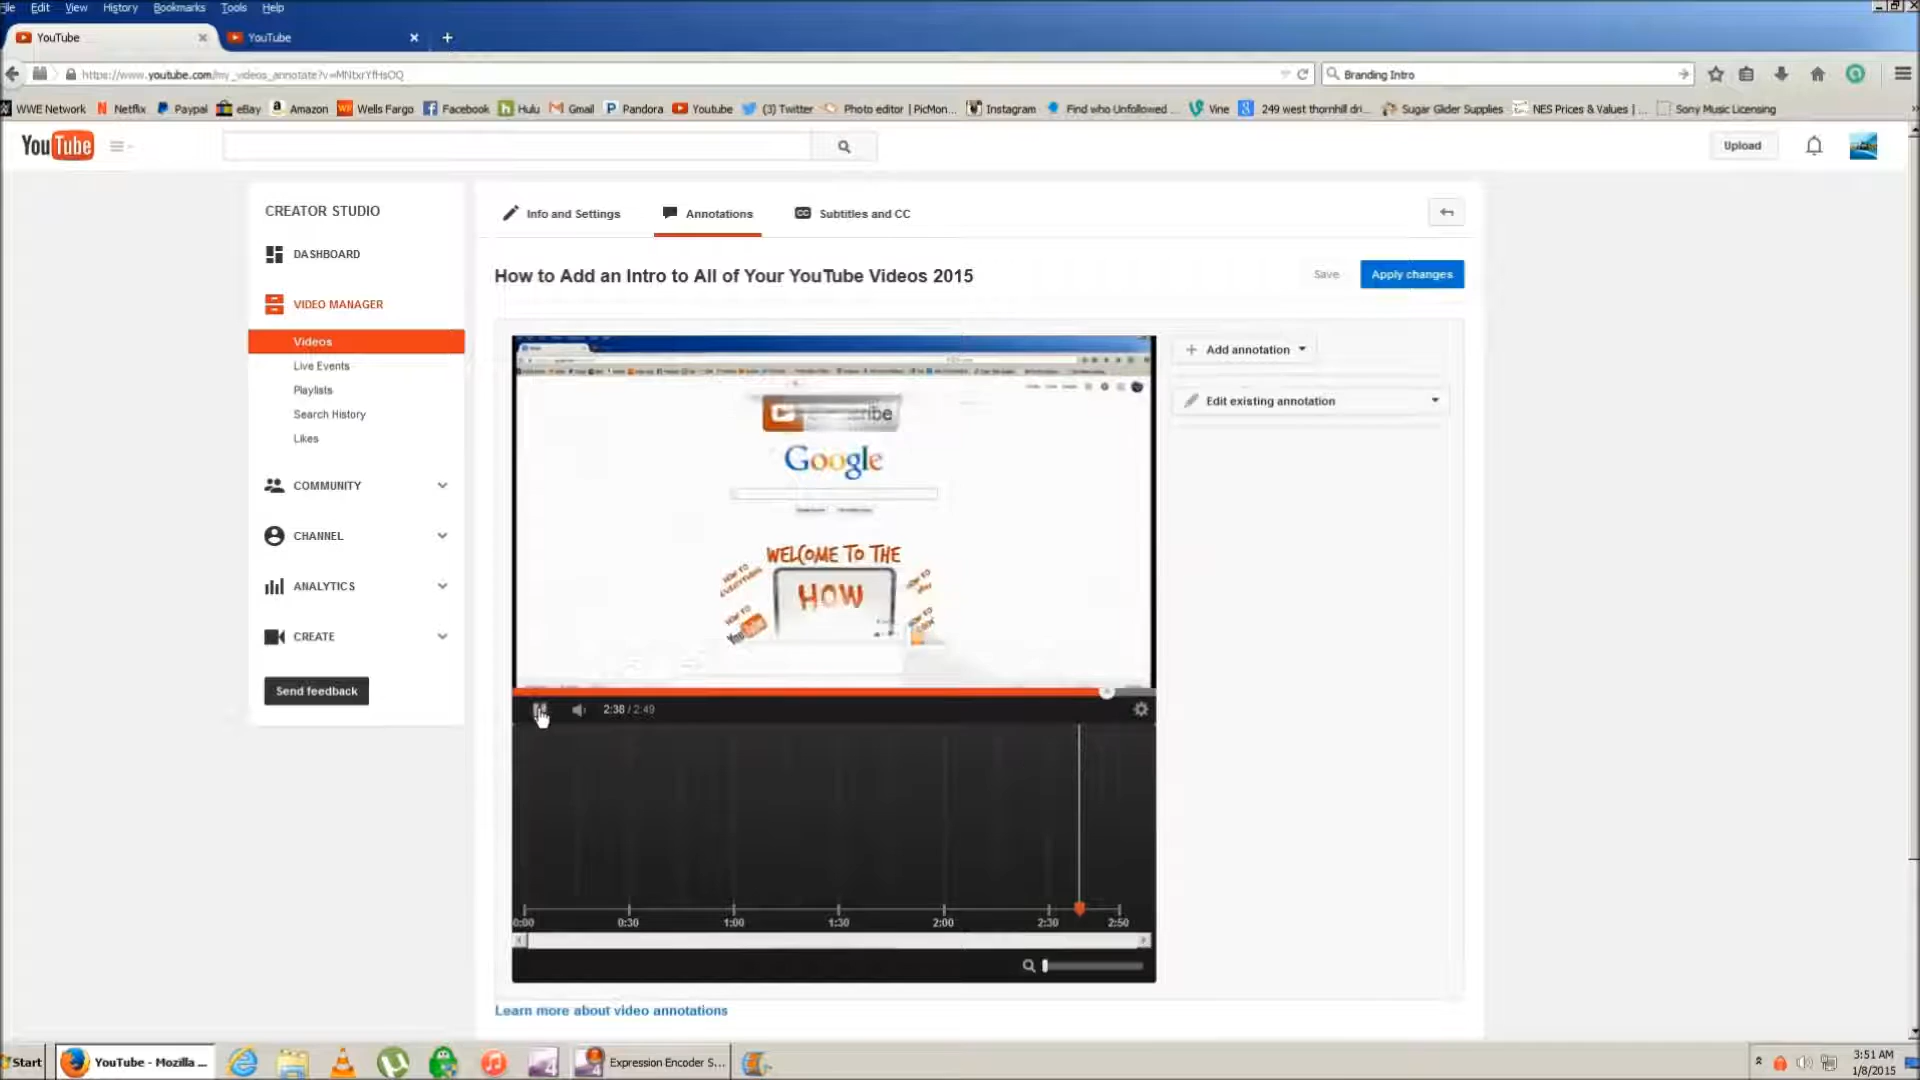 File Edit View History Bookmarks Tools Help
YouTube
YouTube
https://www.youtube.com/my_videos_annotate?v=MNtxrYfHsOQ
Branding Intro
WWE Network Netflix Paypal eBay Amazon Wells Fargo Facebook Hulu Gmail Pandora Youtube (3) Twitter Photo editor | PicMon... Instagram Find who Unfollowed ... Vine 249 west thornhill dri... Sugar Glider Supplies NES Prices & Values | ... Sony Music Licensing
YouTube
Upload
CREATOR STUDIO
DASHBOARD
VIDEO MANAGER
Videos
Live Events
Playlists
Search History
Likes
COMMUNITY
CHANNEL
ANALYTICS
CREATE
Send feedback
Info and Settings
Annotations
CC Subtitles and CC
How to Add an Intro to All of Your YouTube Videos 2015
Save
Apply changes
Google
WELCOME TO THE
HOW
HOW TO
YouTube
2:38 / 2:49
0:00 0:30 1:00 1:30 2:00 2:30 2:50
Add annotation
Edit existing annotation
Learn more about video annotations
Start
YouTube - Mozilla ...
Expression Encoder S...
3:51 AM
1/8/2015